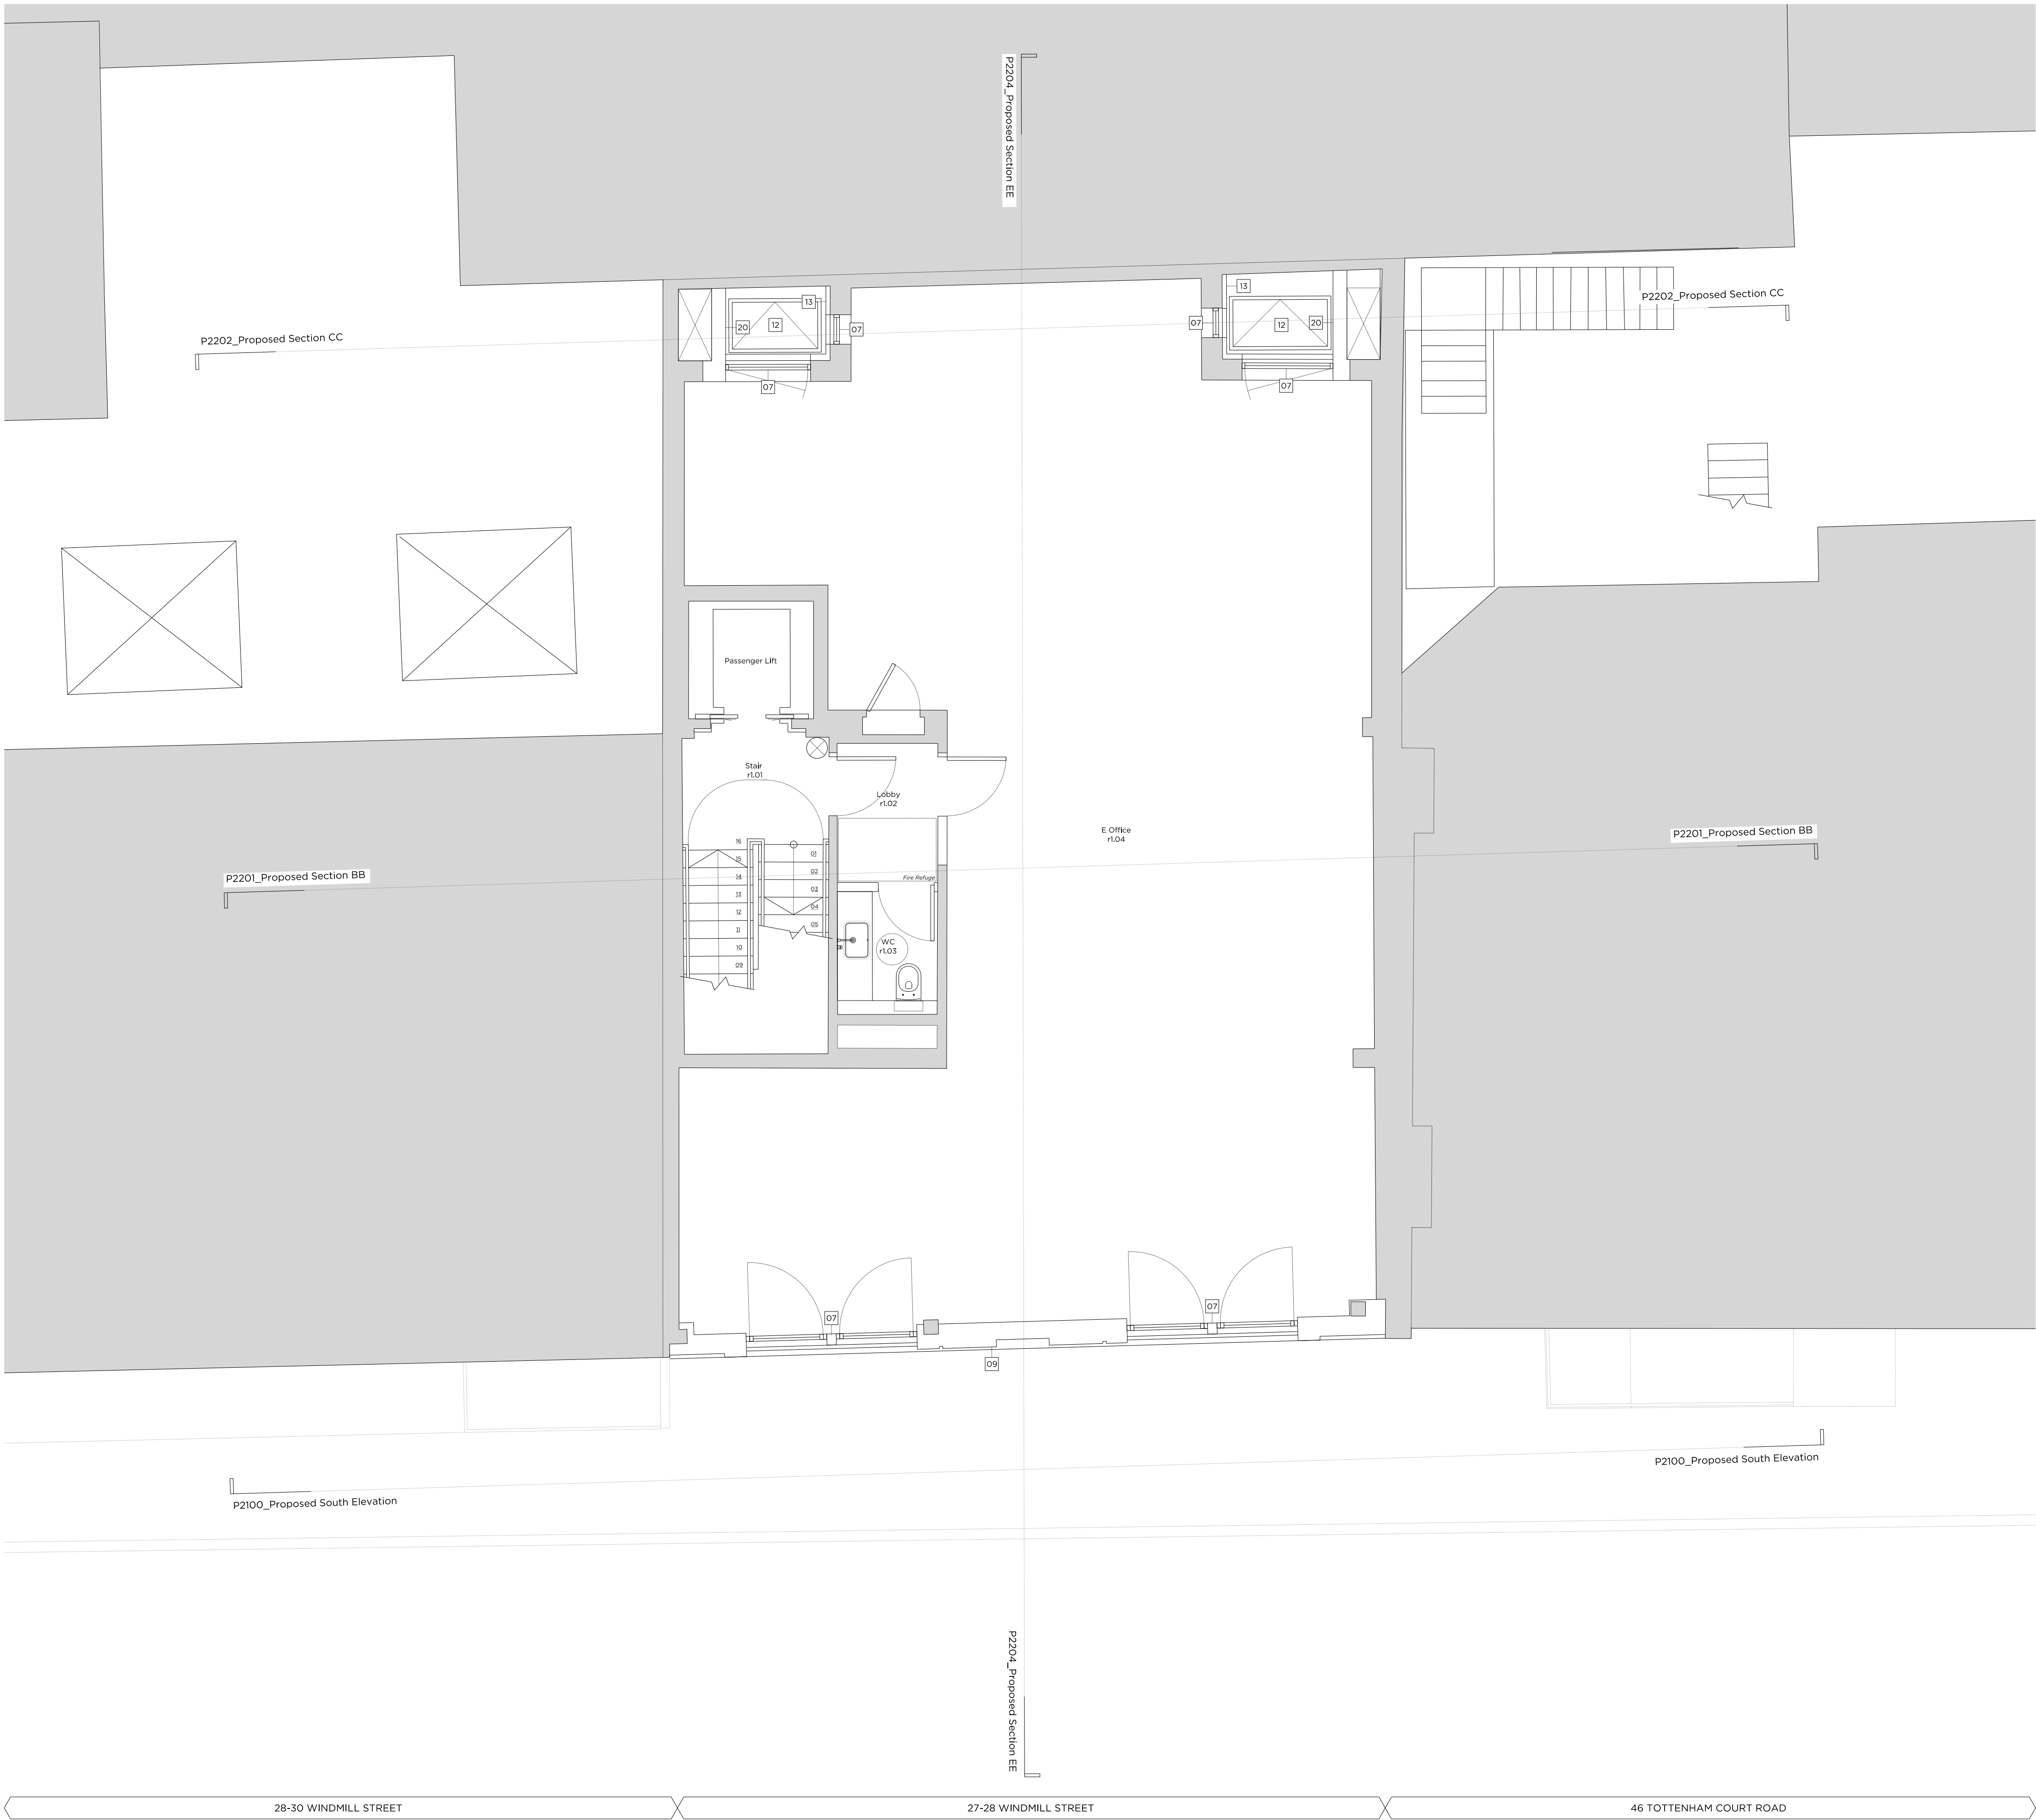 P2204_Proposed Section EE
13
20
12
07
07
13
07
12
20
07
P2202_Proposed Section CC
P2202_Proposed Section CC
Passenger Lift
Stair
r1.01
Lobby
r1.02
E Office
r1.04
P2201_Proposed Section BB
P2201_Proposed Section BB
16
15
14
13
12
11
10
09
01
02
03
04
05
Fire Refuge
WC
r1.03
07
07
09
P2100_Proposed South Elevation
P2100_Proposed South Elevation
P2204_Proposed Section EE
28-30 WINDMILL STREET
27-28 WINDMILL STREET
46 TOTTENHAM COURT ROAD